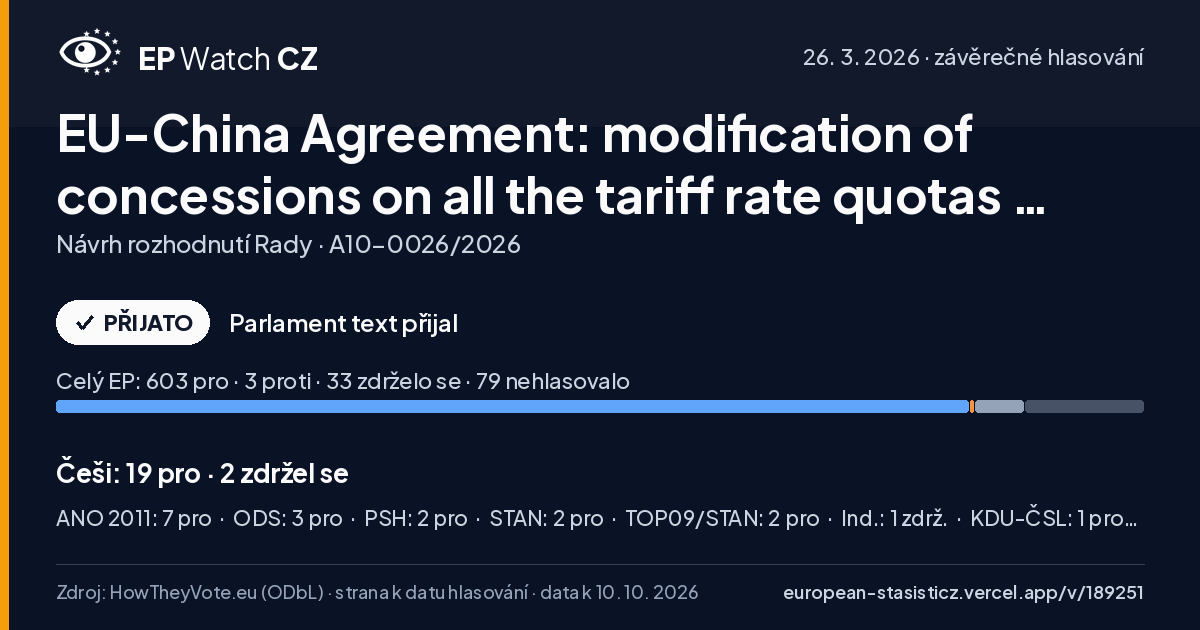 EP Watch CZ
26. 3. 2026 · závěrečné hlasování
EU-China Agreement: modification of
concessions on all the tariff rate quotas …
Návrh rozhodnutí Rady · A10-0026/2026
✓ PŘIJATO Parlament text přijal
Celý EP: 603 pro · 3 proti · 33 zdrželo se · 79 nehlasovalo
Češi: 19 pro · 2 zdržel se
ANO 2011: 7 pro · ODS: 3 pro · PSH: 2 pro · STAN: 2 pro · TOP09/STAN: 2 pro · Ind.: 1 zdrž. · KDU-ČSL: 1 pro…
Zdroj: HowTheyVote.eu (ODbL) · strana k datu hlasování · data k 10. 10. 2026
european-stasisticz.vercel.app/v/189251